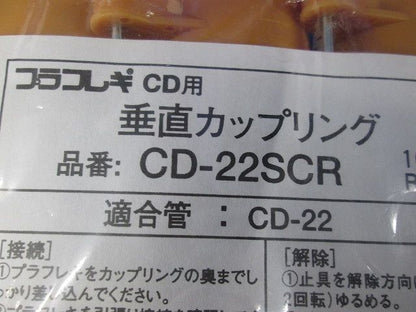 プラフレキ CD用
垂直カップリング
品番: CD-22SCR
適合管 : CD-22
[接続]
①プラフレキをカップリングの奥までし
っかり差し込んでください。
[解除]
①止具を解除方向に
2回転)ゆるめる。